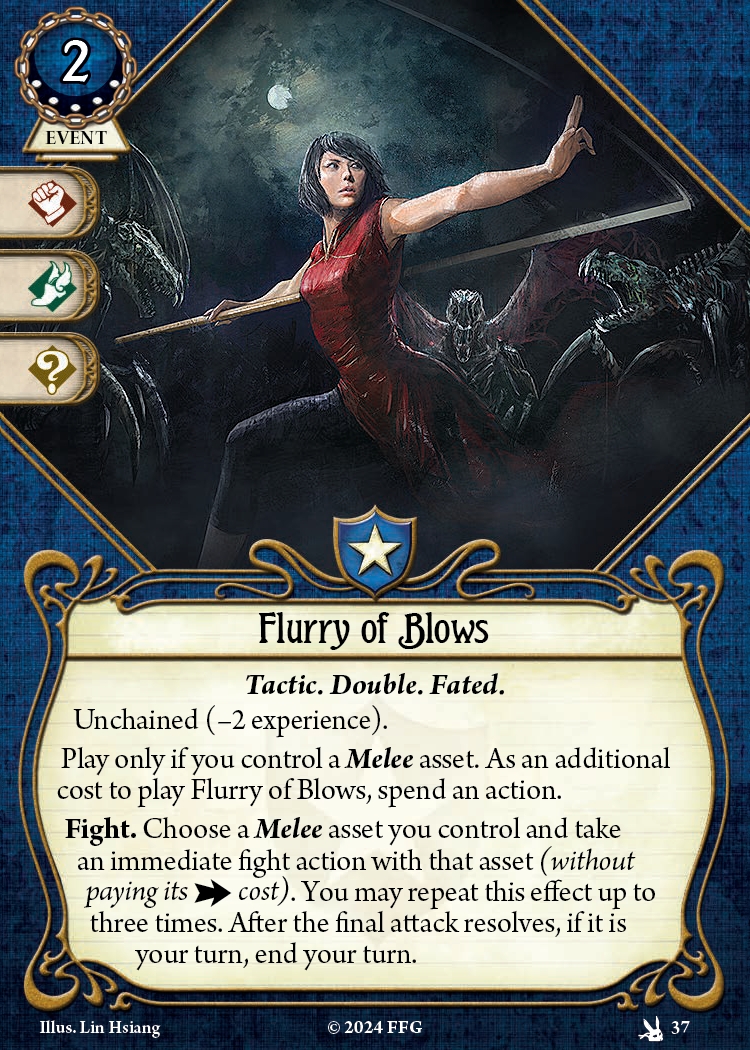 2
EVENT
Flurry of Blows
Tactic. Double. Fated.
Unchained (–2 experience).
Play only if you control a Melee asset. As an additional
cost to play Flurry of Blows, spend an action.
Fight. Choose a Melee asset you control and take
an immediate fight action with that asset (without
paying its cost). You may repeat this effect up to
three times. After the final attack resolves, if it is
your turn, end your turn.
Illus. Lin Hsiang © 2024 FFG 37